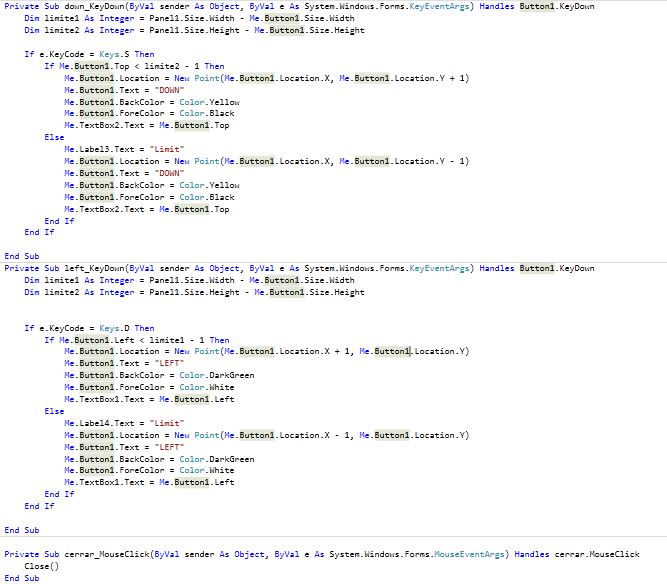 Private Sub down_KeyDown(ByVal sender As Object, ByVal e As System.Windows.Forms.KeyEventArgs) Handles Button1.KeyDown
Dim limite1 As Integer = Panel1.Size.Width - Me.Button1.Size.Width
Dim limite2 As Integer = Panel1.Size.Height - Me.Button1.Size.Height
If e.KeyCode = Keys.S Then
If Me.Button1.Top < limite2 - 1 Then
Me.Button1.Location = New Point(Me.Button1.Location.X, Me.Button1.Location.Y + 1)
Me.Button1.Text = "DOWN"
Me.Button1.BackColor = Color.Yellow
Me.Button1.ForeColor = Color.Black
Me.TextBox2.Text = Me.Button1.Top
Else
Me.Label3.Text = "Limit"
Me.Button1.Location = New Point(Me.Button1.Location.X, Me.Button1.Location.Y - 1)
Me.Button1.Text = "DOWN"
Me.Button1.BackColor = Color.Yellow
Me.Button1.ForeColor = Color.Black
Me.TextBox2.Text = Me.Button1.Top
End If
End If
End Sub
Private Sub left_KeyDown(ByVal sender As Object, ByVal e As System.Windows.Forms.KeyEventArgs) Handles Button1.KeyDown
Dim limite1 As Integer = Panel1.Size.Width - Me.Button1.Size.Width
Dim limite2 As Integer = Panel1.Size.Height - Me.Button1.Size.Height
If e.KeyCode = Keys.D Then
If Me.Button1.Left < limite1 - 1 Then
Me.Button1.Location = New Point(Me.Button1.Location.X + 1, Me.Button1.Location.Y)
Me.Button1.Text = "LEFT"
Me.Button1.BackColor = Color.DarkGreen
Me.Button1.ForeColor = Color.White
Me.TextBox1.Text = Me.Button1.Left
Else
Me.Label4.Text = "Limit"
Me.Button1.Location = New Point(Me.Button1.Location.X - 1, Me.Button1.Location.Y)
Me.Button1.Text = "LEFT"
Me.Button1.BackColor = Color.DarkGreen
Me.Button1.ForeColor = Color.White
Me.TextBox1.Text = Me.Button1.Left
End If
End If
End Sub
Private Sub cerrar_MouseClick(ByVal sender As Object, ByVal e As System.Windows.Forms.MouseEventArgs) Handles cerrar.MouseClick
Close()
End Sub